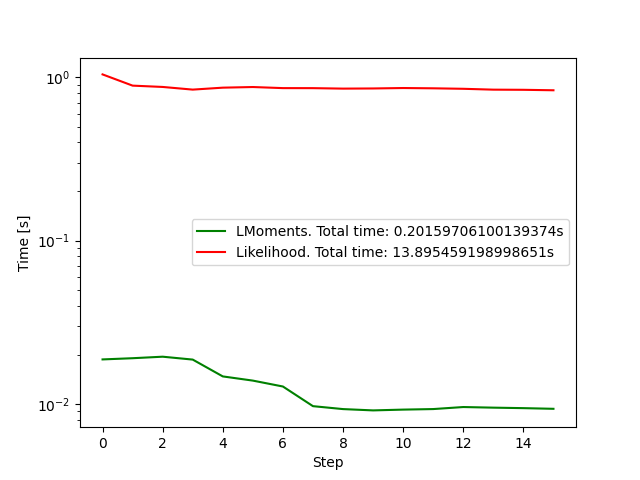 10⁰
10⁻¹
10⁻²
Time [s]
LMoments. Total time: 0.20159706100139374s
Likelihood. Total time: 13.895459198998651s
0 2 4 6 8 10 12 14
Step